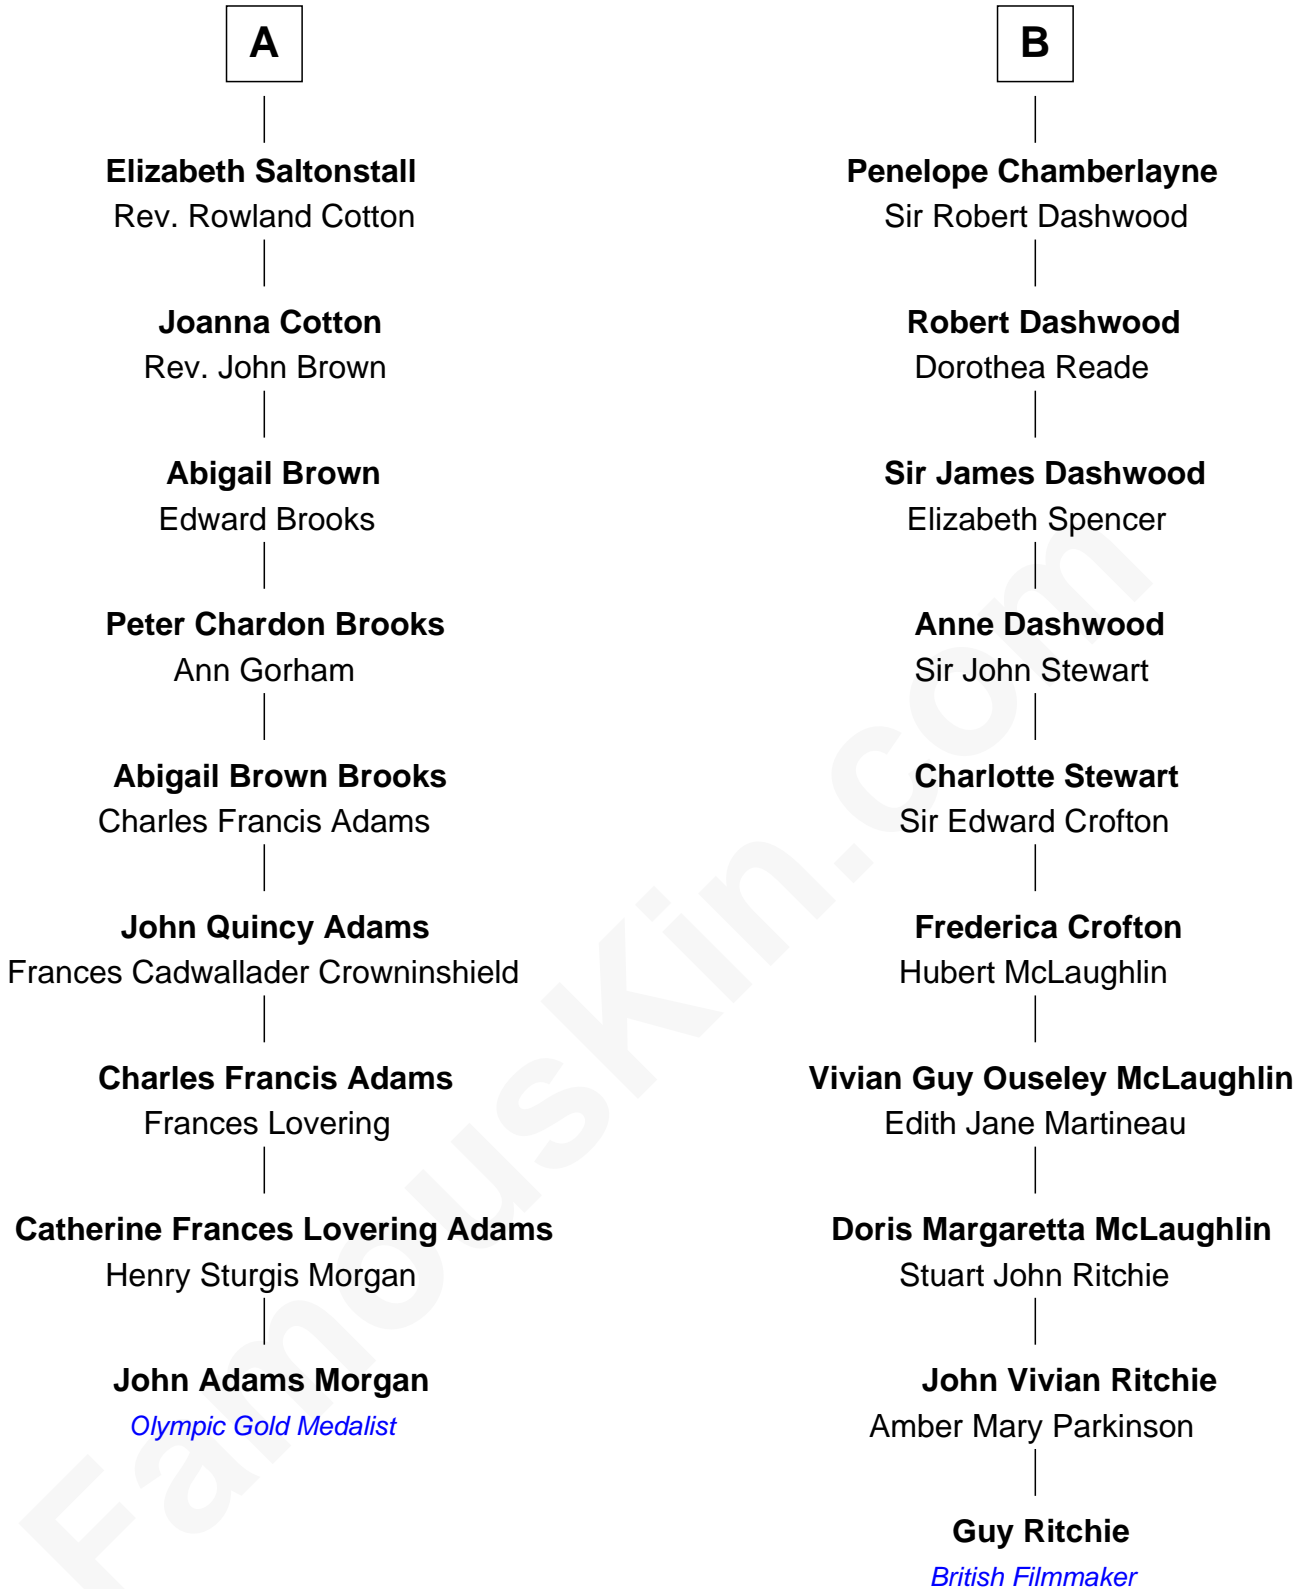 A
Elizabeth Saltonstall
Rev. Rowland Cotton
Joanna Cotton
Rev. John Brown
Abigail Brown
Edward Brooks
Peter Chardon Brooks
Ann Gorham
Abigail Brown Brooks
Charles Francis Adams
John Quincy Adams
Frances Cadwallader Crowninshield
Charles Francis Adams
Frances Lovering
Catherine Frances Lovering Adams
Henry Sturgis Morgan
John Adams Morgan
Olympic Gold Medalist
B
Penelope Chamberlayne
Sir Robert Dashwood
Robert Dashwood
Dorothea Reade
Sir James Dashwood
Elizabeth Spencer
Anne Dashwood
Sir John Stewart
Charlotte Stewart
Sir Edward Crofton
Frederica Crofton
Hubert McLaughlin
Vivian Guy Ouseley McLaughlin
Edith Jane Martineau
Doris Margaretta McLaughlin
Stuart John Ritchie
John Vivian Ritchie
Amber Mary Parkinson
Guy Ritchie
British Filmmaker
FamousKin.com